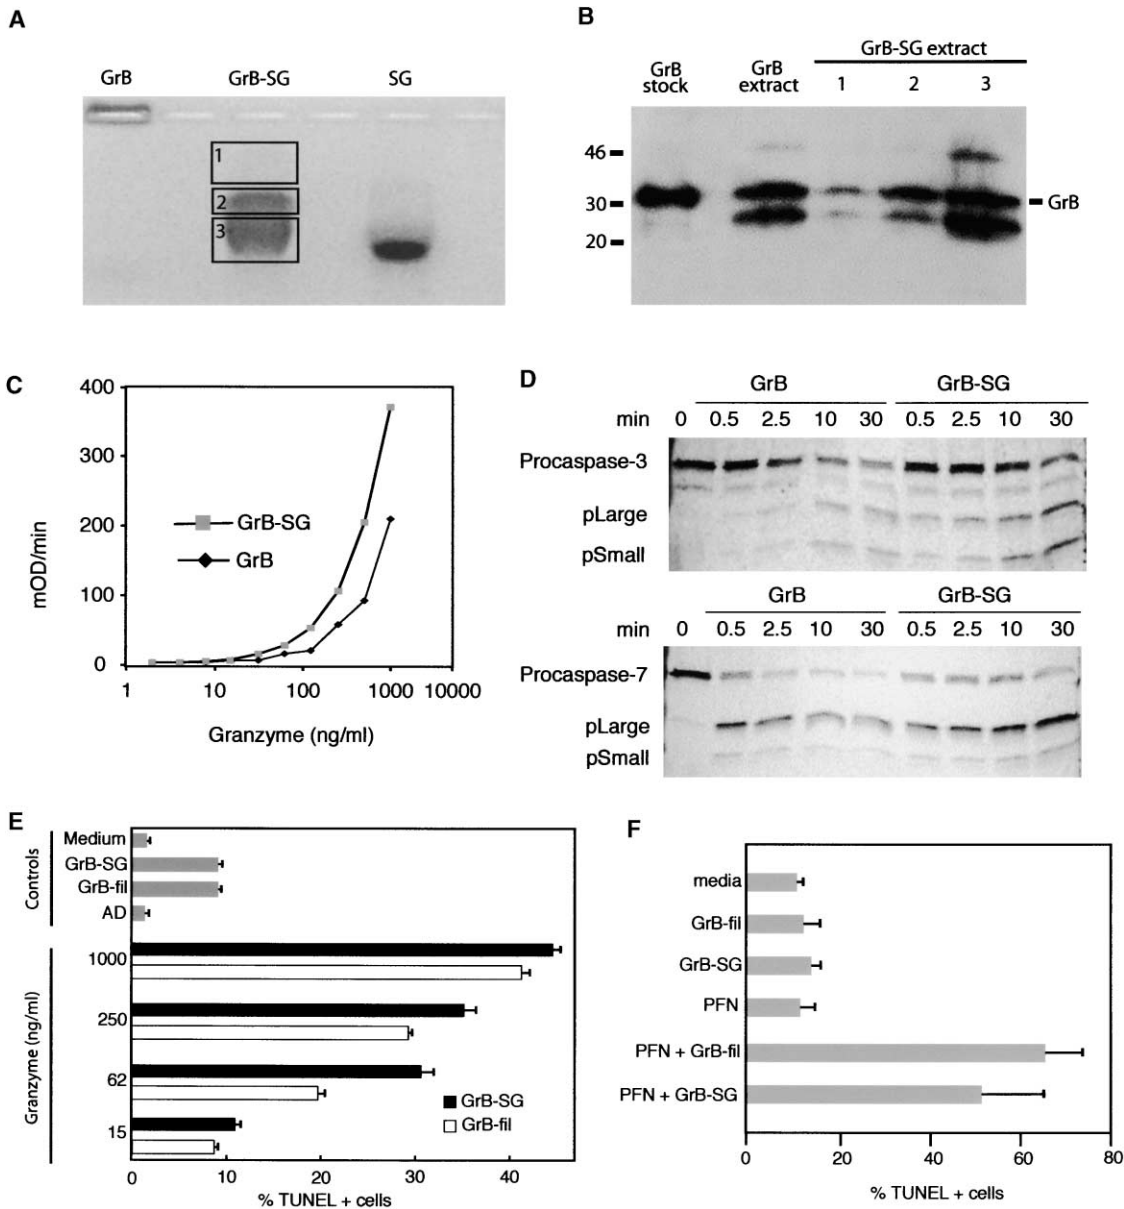 A
GrB GrB-SG SG
1
2
3
B
GrB-SG extract
GrB stock GrB extract 1 2 3
46
30
20
GrB
C
400
300
200
100
0
mOD/min
GrB-SG
GrB
1 10 100 1000 10000
Granzyme (ng/ml)
D
GrB GrB-SG
min 0 0.5 2.5 10 30 0.5 2.5 10 30
Procaspase-3
pLarge
pSmall
GrB GrB-SG
min 0 0.5 2.5 10 30 0.5 2.5 10 30
Procaspase-7
pLarge
pSmall
E
Controls
Medium
GrB-SG
GrB-fil
AD
Granzyme (ng/ml)
1000
250
62
15
GrB-SG
GrB-fil
0 10 20 30 40
% TUNEL + cells
F
media
GrB-fil
GrB-SG
PFN
PFN + GrB-fil
PFN + GrB-SG
0 20 40 60 80
% TUNEL + cells